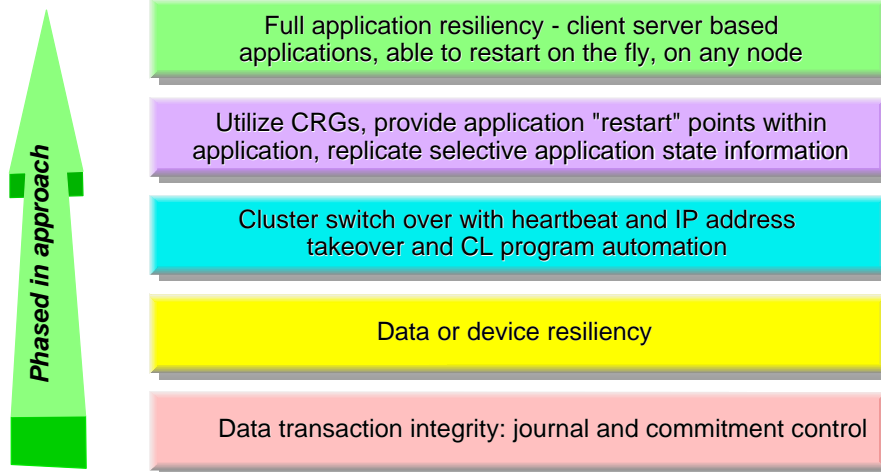 Full application resiliency - client server based
applications, able to restart on the fly, on any node
Utilize CRGs, provide application "restart" points within
application, replicate selective application state information
Cluster switch over with heartbeat and IP address
takeover and CL program automation
Data or device resiliency
Data transaction integrity: journal and commitment control
Phased in approach